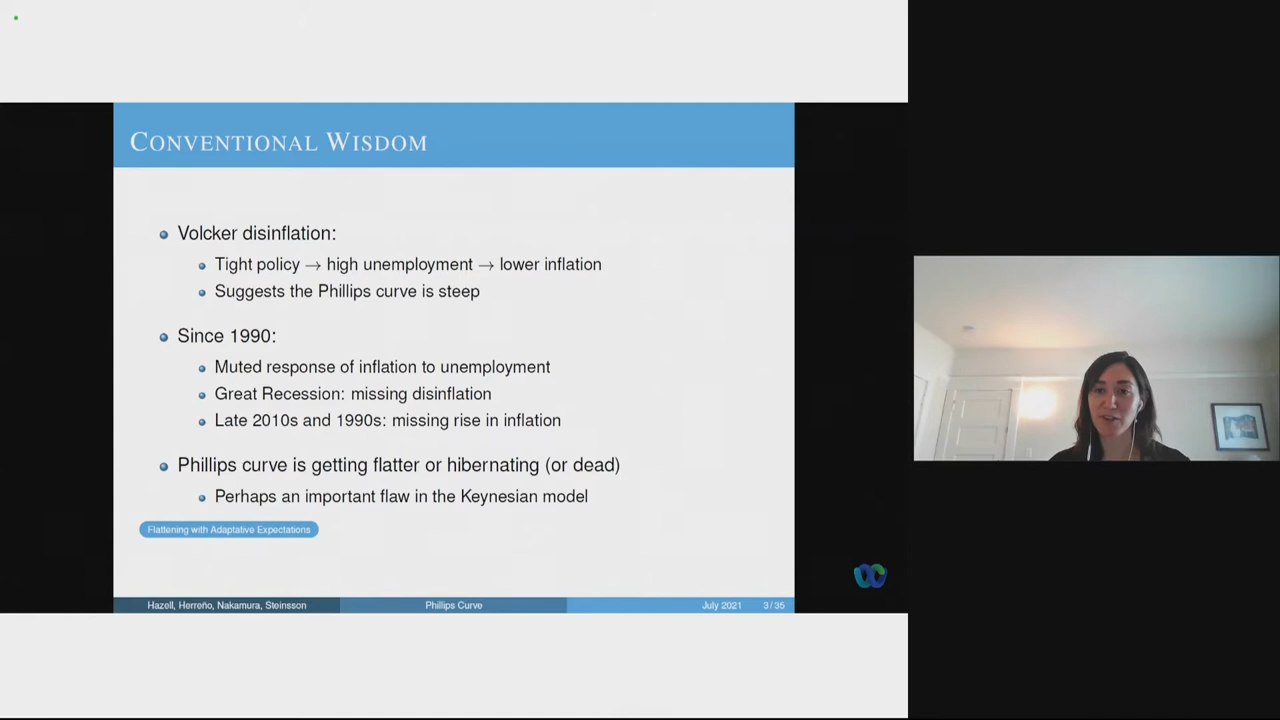 CONVENTIONAL WISDOM
Volcker disinflation:
Tight policy → high unemployment → lower inflation
Suggests the Phillips curve is steep
Since 1990:
Muted response of inflation to unemployment
Great Recession: missing disinflation
Late 2010s and 1990s: missing rise in inflation
Phillips curve is getting flatter or hibernating (or dead)
Perhaps an important flaw in the Keynesian model
Flattening with Adaptative Expectations
Hazell, Herreño, Nakamura, Steinsson
Phillips Curve
July 2021
3 / 35